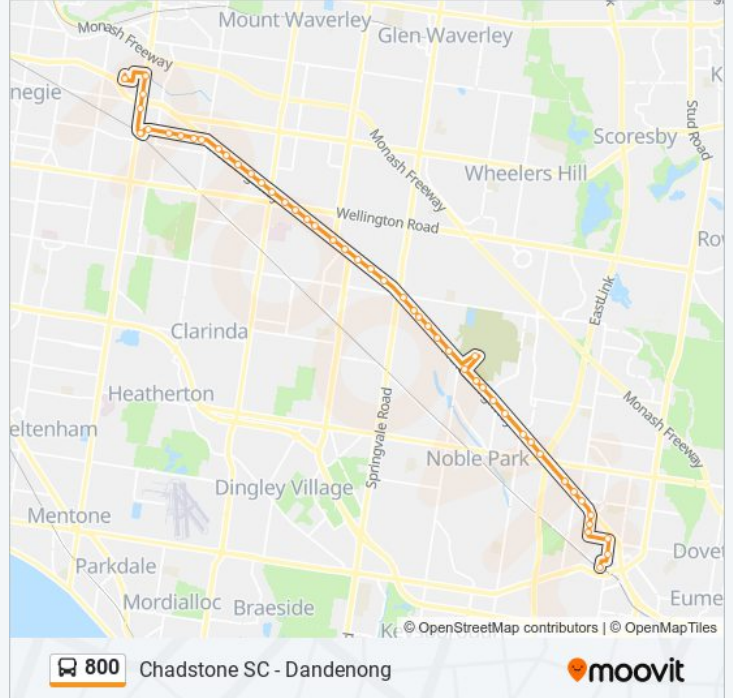 Mount Waverley
Monash Freeway
Glen Waverley
K
negie
Stud Road
Scoresby
Monash Freeway
Wheelers Hill
Wellington Road
Ro
EastLink
Clarinda
Heatherton
Springvale Road
Monash Freeway
eltenham
Noble Park
Dingley Village
Mentone
Parkdale
Dovet
Mordialloc
Braeside
Eume
© OpenStreetMap contributors | © OpenMapTiles
800
Chadstone SC - Dandenong
moovit